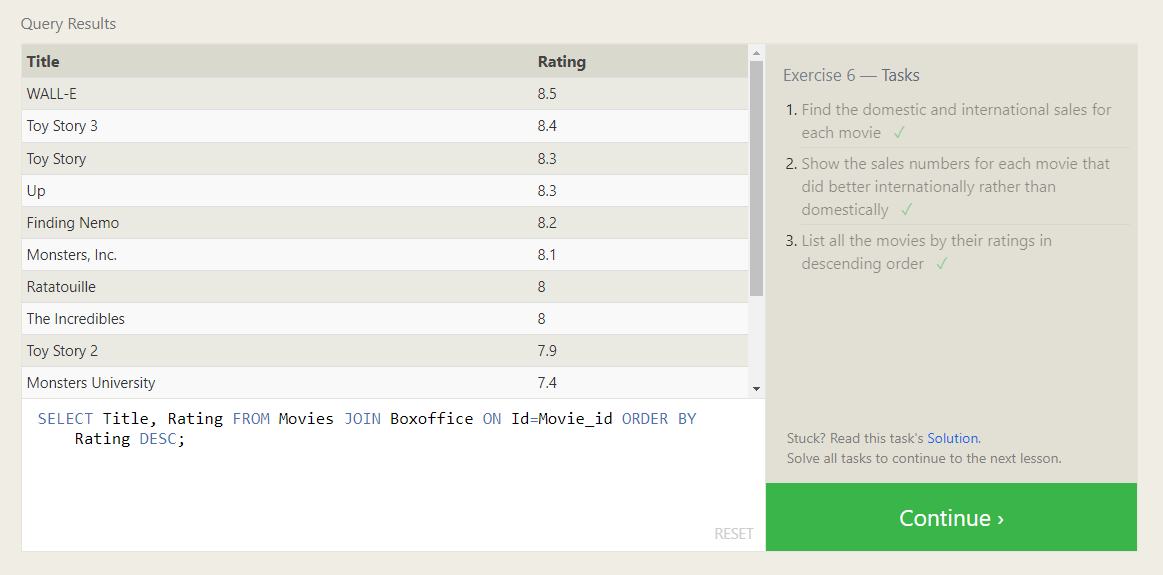 Query Results
Title Rating
WALL-E 8.5
Toy Story 3 8.4
Toy Story 8.3
Up 8.3
Finding Nemo 8.2
Monsters, Inc. 8.1
Ratatouille 8
The Incredibles 8
Toy Story 2 7.9
Monsters University 7.4
SELECT Title, Rating FROM Movies JOIN Boxoffice ON Id=Movie_id ORDER BY
Rating DESC;
RESET
Exercise 6 — Tasks
1. Find the domestic and international sales for
each movie ✓
2. Show the sales numbers for each movie that
did better internationally rather than
domestically ✓
3. List all the movies by their ratings in
descending order ✓
Stuck? Read this task's Solution.
Solve all tasks to continue to the next lesson.
Continue ›